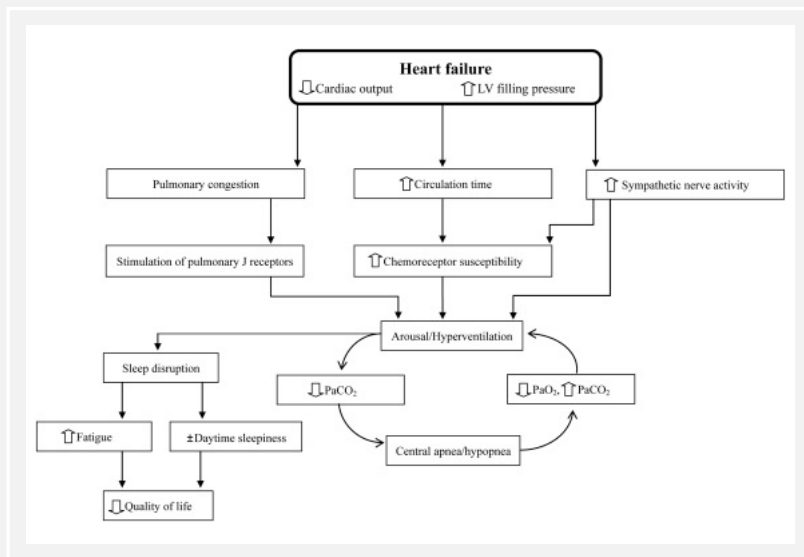 Heart failure
⇩Cardiac output ⇧LV filling pressure
Pulmonary congestion
⇧Circulation time
⇧Sympathetic nerve activity
Stimulation of pulmonary J receptors
⇧Chemoreceptor susceptibility
Arousal/Hyperventilation
Sleep disruption
⇩PaCO₂
⇩PaO₂, ⇧PaCO₂
⇧Fatigue
±Daytime sleepiness
Central apnea/hypopnea
⇩Quality of life